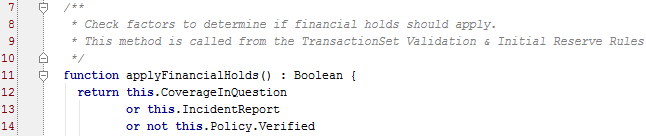 7 /**
8 * Check factors to determine if financial holds should apply.
9 * This method is called from the TransactionSet Validation & Initial Reserve Rules
10 */
11 function applyFinancialHolds() : Boolean {
12 return this.CoverageInQuestion
13 or this.IncidentReport
14 or not this.Policy.Verified